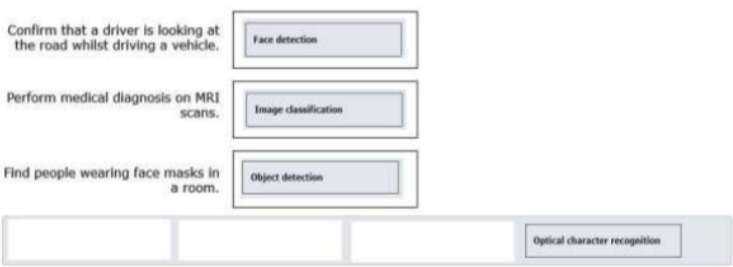 Confirm that a driver is looking at
the road whilst driving a vehicle.
Face detection
Perform medical diagnosis on MRI
scans.
Image classification
Find people wearing face masks in
a room.
Object detection
Optical character recognition